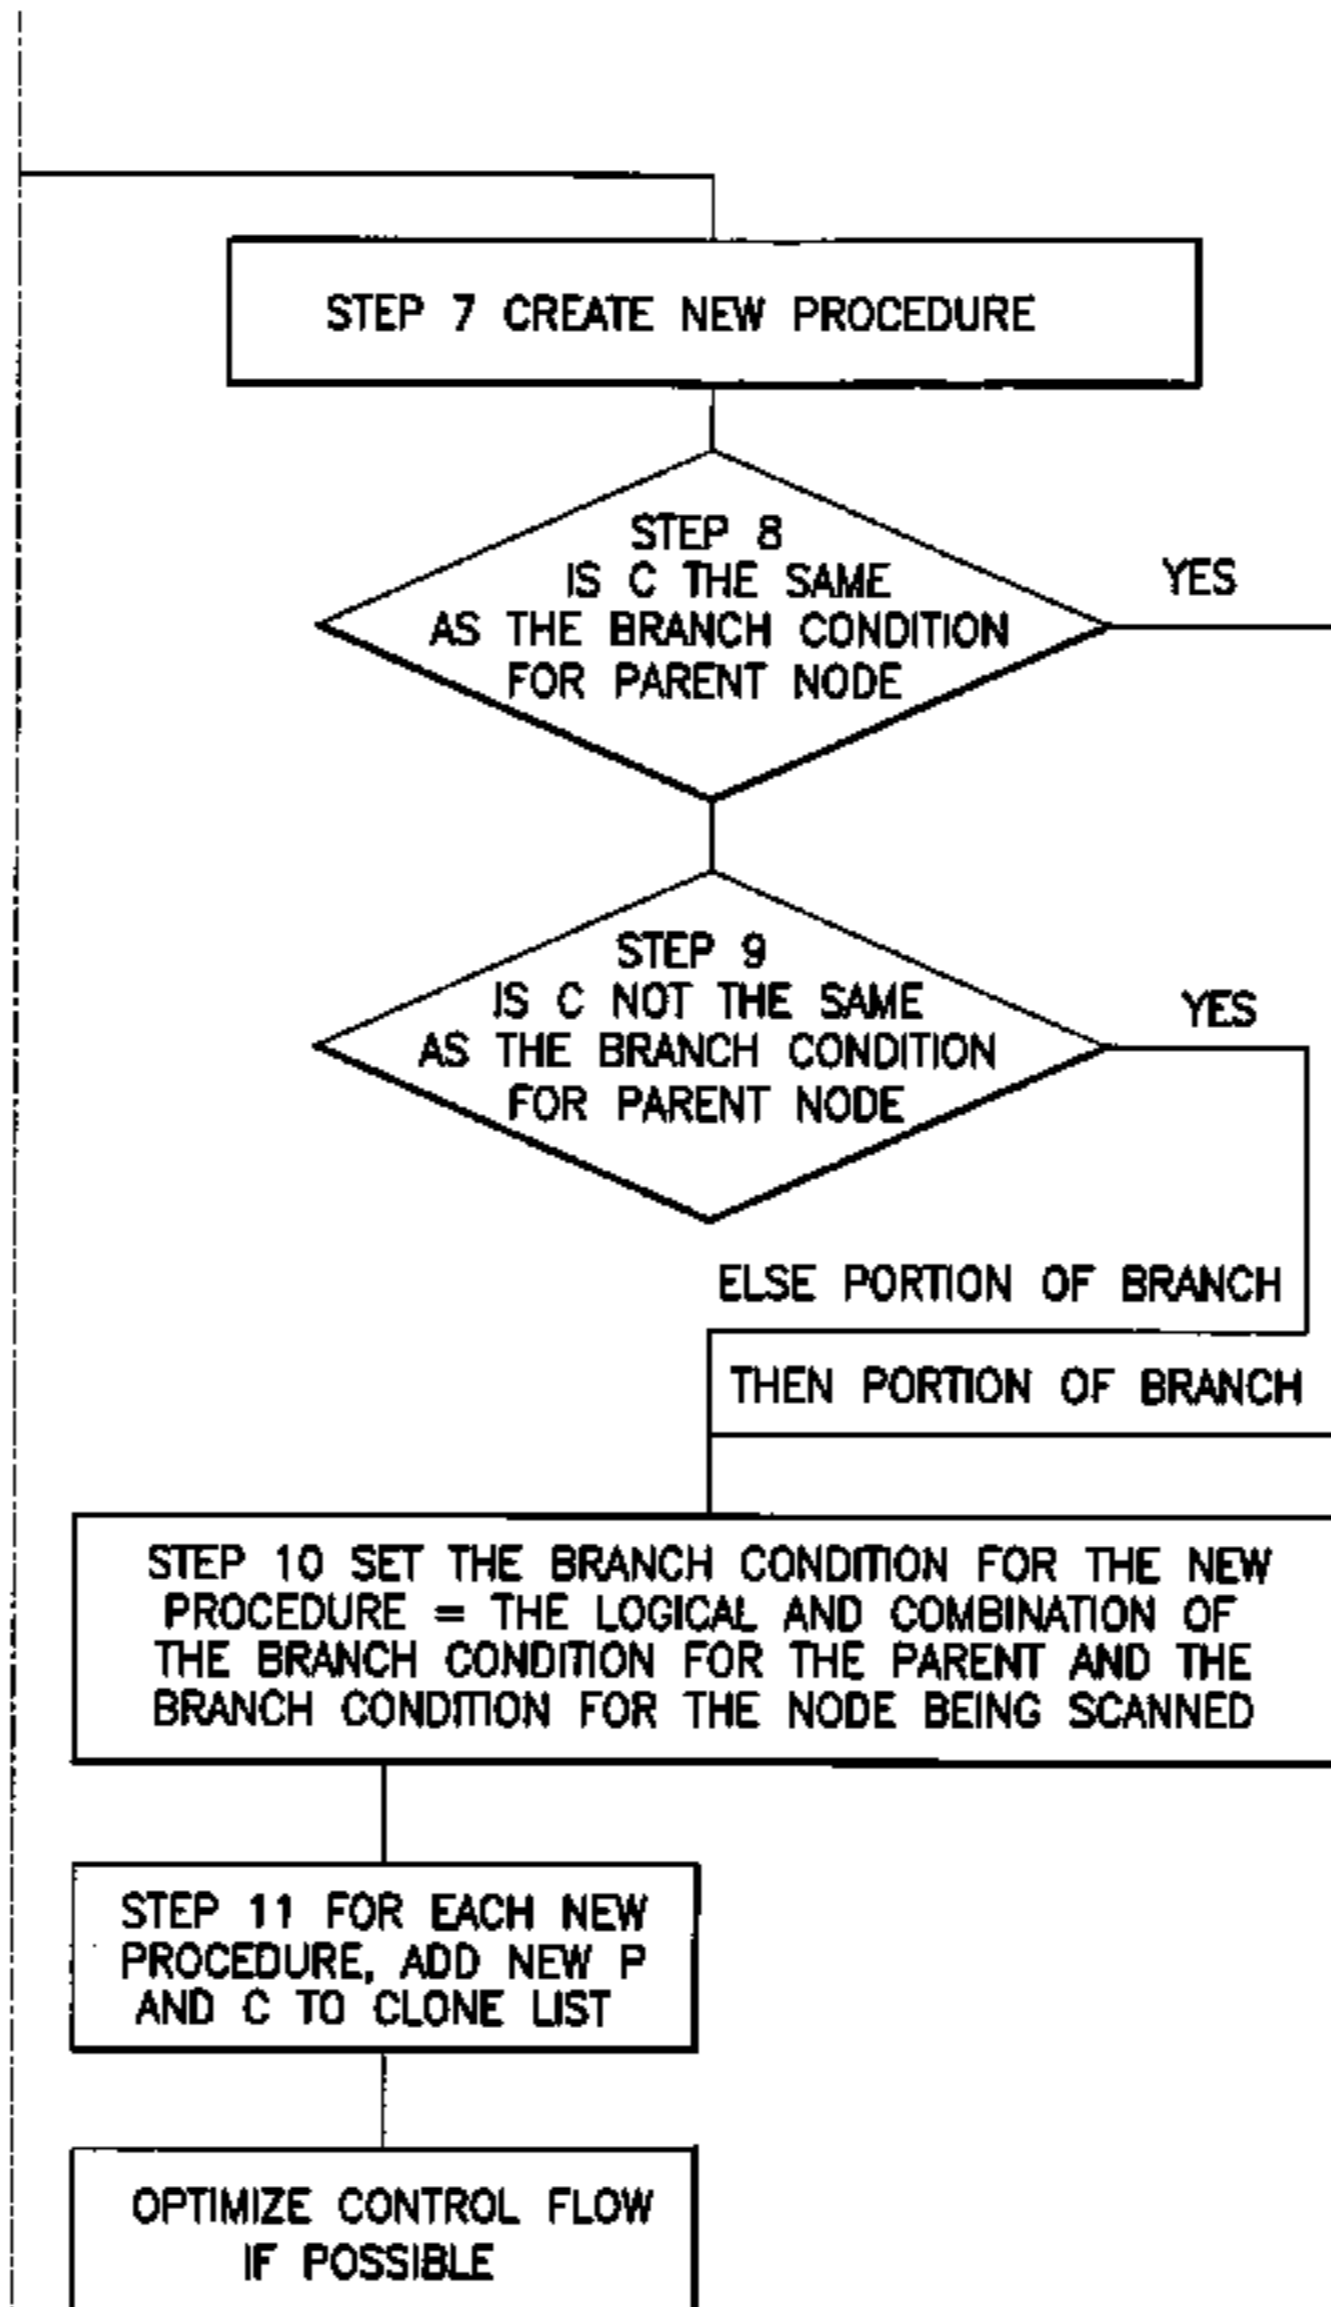 STEP 7 CREATE NEW PROCEDURE
STEP 8
IS C THE SAME
AS THE BRANCH CONDITION
FOR PARENT NODE
YES
STEP 9
IS C NOT THE SAME
AS THE BRANCH CONDITION
FOR PARENT NODE
YES
ELSE PORTION OF BRANCH
THEN PORTION OF BRANCH
STEP 10 SET THE BRANCH CONDITION FOR THE NEW
PROCEDURE = THE LOGICAL AND COMBINATION OF
THE BRANCH CONDITION FOR THE PARENT AND THE
BRANCH CONDITION FOR THE NODE BEING SCANNED
STEP 11 FOR EACH NEW
PROCEDURE, ADD NEW P
AND C TO CLONE LIST
OPTIMIZE CONTROL FLOW
IF POSSIBLE